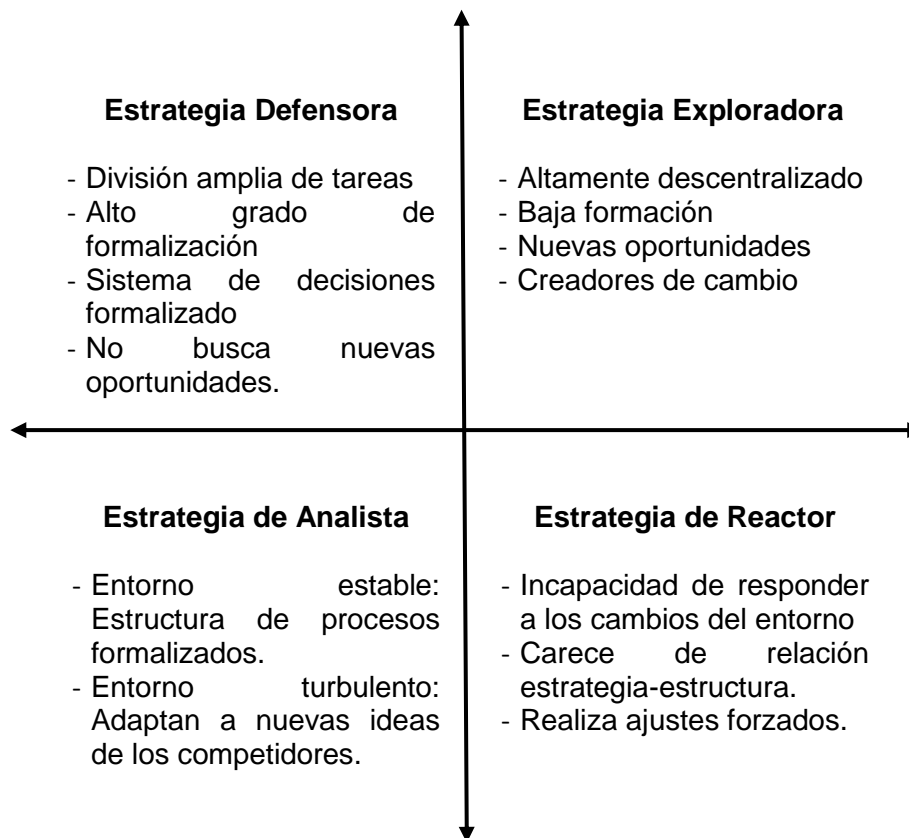 Estrategia Defensora
- División amplia de tareas
- Alto grado de
formalización
- Sistema de decisiones
formalizado
- No busca nuevas
oportunidades.
Estrategia Exploradora
- Altamente descentralizado
- Baja formación
- Nuevas oportunidades
- Creadores de cambio
Estrategia de Analista
- Entorno estable:
Estructura de procesos
formalizados.
- Entorno turbulento:
Adaptan a nuevas ideas
de los competidores.
Estrategia de Reactor
- Incapacidad de responder
a los cambios del entorno
- Carece de relación
estrategia-estructura.
- Realiza ajustes forzados.